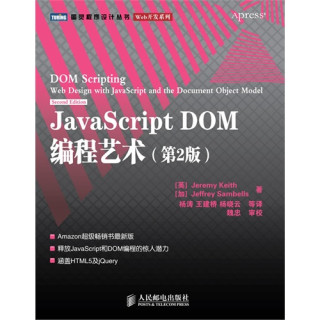 TURING
图灵程序设计丛书
Web开发系列
Apress®
DOM Scripting
Web Design with JavaScript and the Document Object Model
Second Edition
JavaScript DOM
编程艺术（第2版）
[英] Jeremy Keith
[加] Jeffrey Sambells 著
杨涛 王建桥 杨晓云 等译
魏忠 审校
Amazon超级畅销书最新版
释放JavaScript和DOM编程的惊人潜力
涵盖HTML5及jQuery
人民邮电出版社
POSTS & TELECOM PRESS